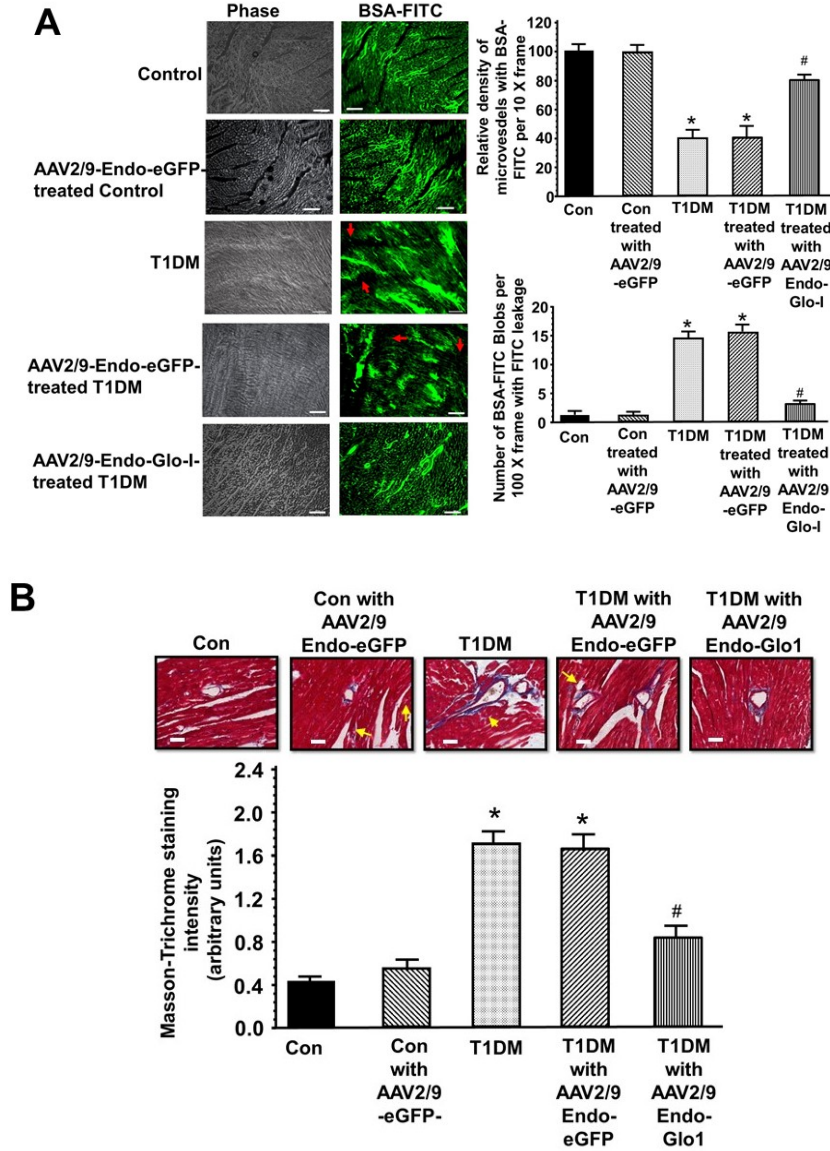 A
Phase
BSA-FITC
Control
AAV2/9-Endo-eGFP-
treated Control
T1DM
AAV2/9-Endo-eGFP-
treated T1DM
AAV2/9-Endo-Glo-I-
treated T1DM
Relative density of
microvesdels with BSA-
FITC per 10 X frame
120
100
80
60
40
20
0
*
*
#
Con
Con
treated
with
AAV2/9
-eGFP
T1DM
T1DM
treated with
AAV2/9
-eGFP
T1DM
treated with
AAV2/9
Endo-
Glo-I
Number of BSA-FITC Blobs per
100 X frame with FITC leakage
20
15
10
5
0
*
*
#
Con
Con
treated
with
AAV2/9
-eGFP
T1DM
T1DM
treated with
AAV2/9
-eGFP
T1DM
treated with
AAV2/9
Endo-
Glo-I
B
Con
Con with
AAV2/9
Endo-eGFP
T1DM
T1DM with
AAV2/9
Endo-eGFP
T1DM with
AAV2/9
Endo-Glo1
Masson-Trichrome staining
intensity
(arbitrary units)
2.4
2.0
1.6
1.2
0.8
0.4
0.0
*
*
#
Con
Con
with
AAV2/9
-eGFP-
T1DM
T1DM
with
AAV2/9
Endo-
eGFP
T1DM
with
AAV2/9
Endo-
Glo1